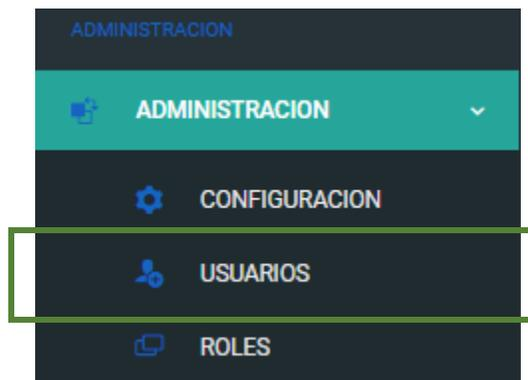 ADMINISTRACION
ADMINISTRACION
CONFIGURACION
USUARIOS
ROLES